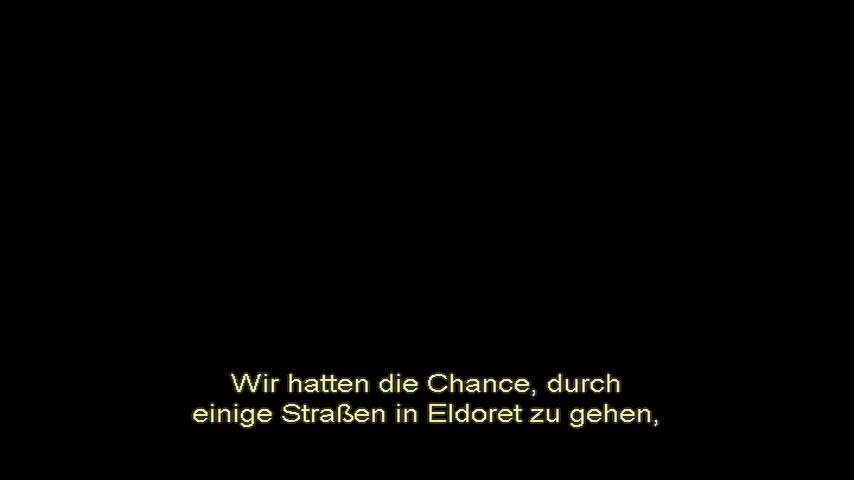 Wir hatten die Chance, durch
einige Straßen in Eldoret zu gehen,